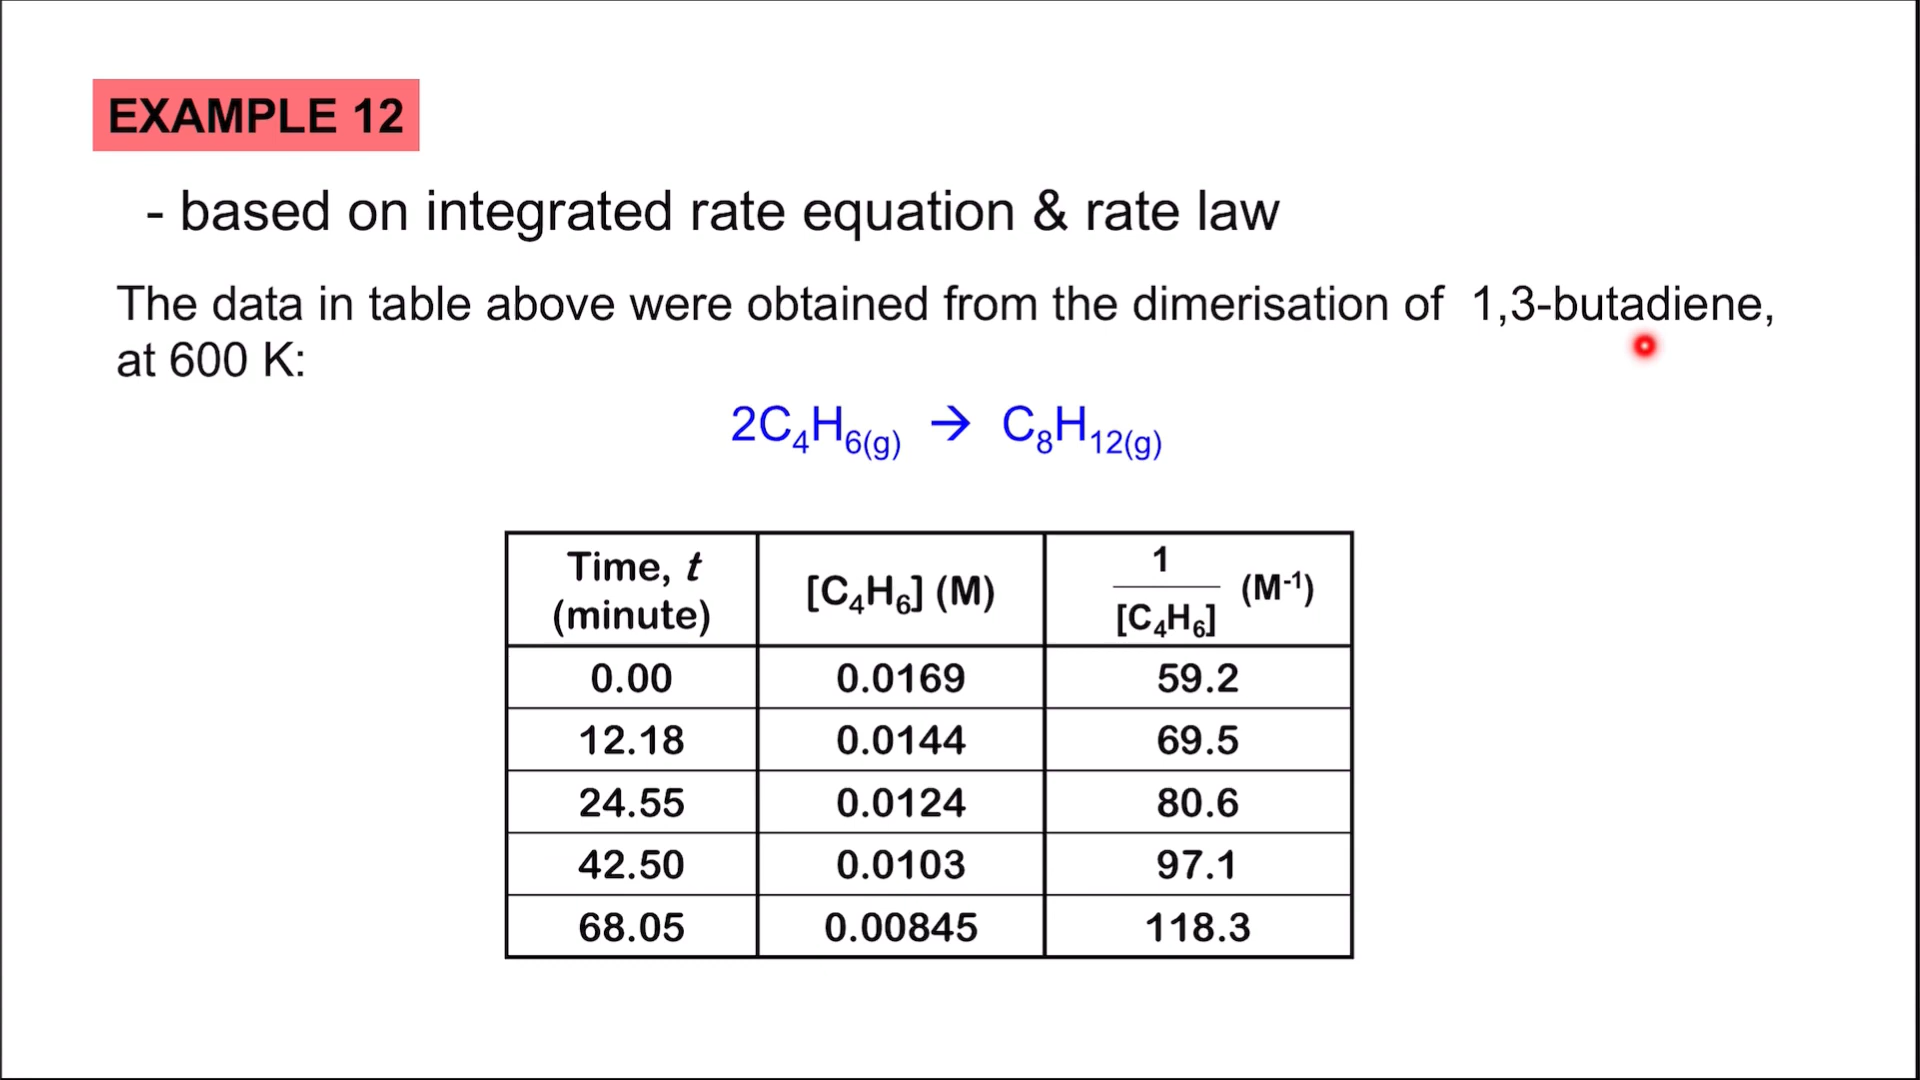 EXAMPLE 12
- based on integrated rate equation & rate law
The data in table above were obtained from the dimerisation of 1,3-butadiene,
at 600 K:
2C₄H₆₍g₎ → C₈H₁₂₍g₎
Time, t (minute) [C₄H₆] (M) 1/[C₄H₆] (M⁻¹)
0.00 0.0169 59.2
12.18 0.0144 69.5
24.55 0.0124 80.6
42.50 0.0103 97.1
68.05 0.00845 118.3